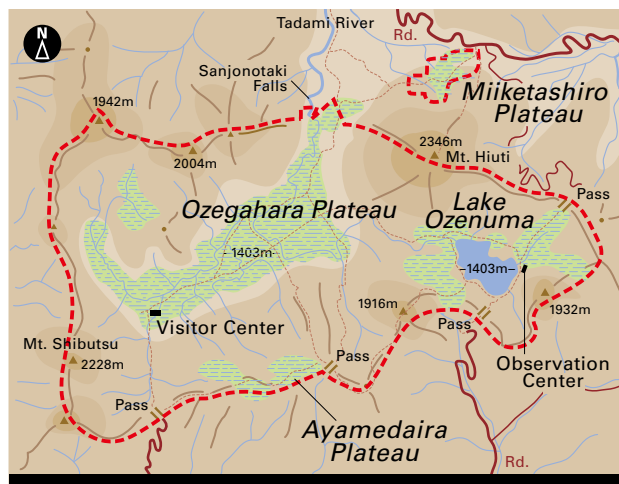 N
Tadami River
Rd.
Sanjonotaki
Falls
Miiketashiro
Plateau
1942m
2004m
2346m
Mt. Hiuti
Pass
Lake
Ozenuma
Ozegahara Plateau
1403m
1403m
1916m
1932m
Visitor Center
Pass
Observation
Center
Mt. Shibutsu
2228m
Pass
Pass
Ayamedaira
Plateau
Rd.